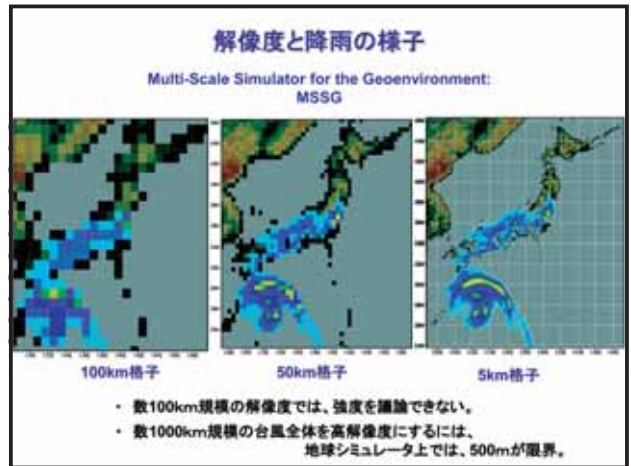 解像度と降雨の様子
Multi-Scale Simulator for the Geoenvironment:
MSSG
100km格子
50km格子
5km格子
・ 数100km規模の解像度では、強度を議論できない。
・ 数1000km規模の台風全体を高解像度にするには、
地球シミュレータ上では、500mが限界。